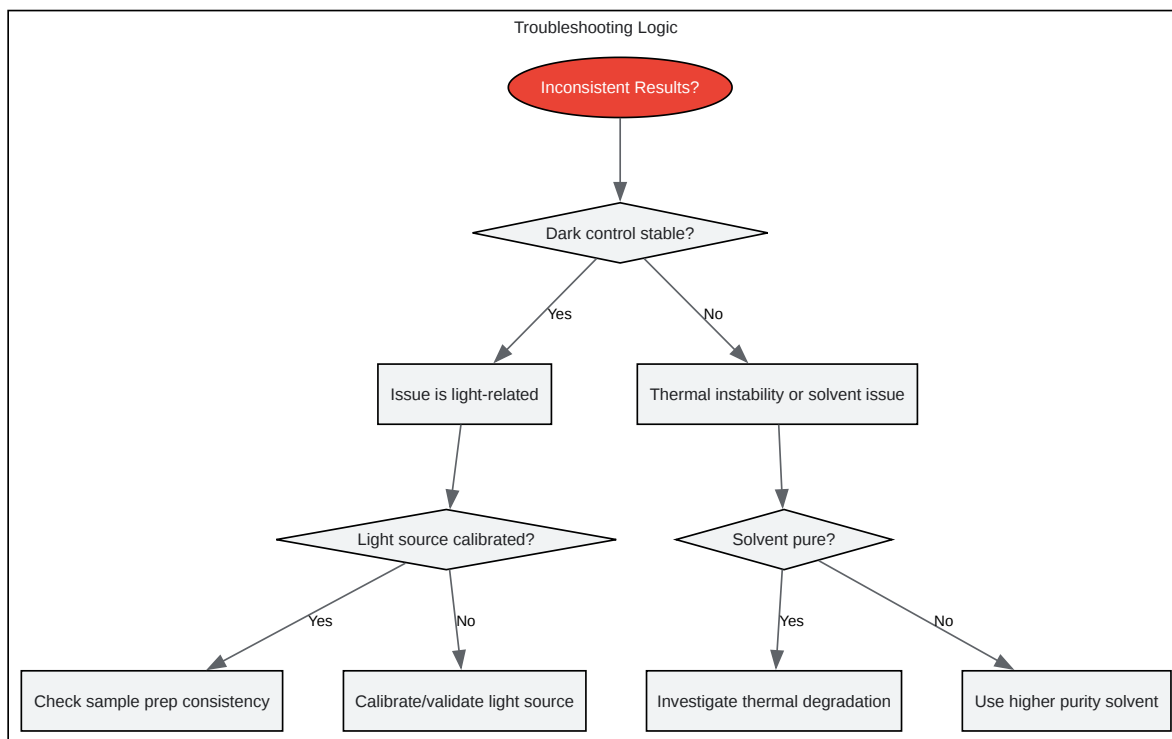 Troubleshooting Logic
Inconsistent Results?
Dark control stable?
Yes
No
Issue is light-related
Thermal instability or solvent issue
Light source calibrated?
Solvent pure?
Yes
No
Yes
No
Check sample prep consistency
Calibrate/validate light source
Investigate thermal degradation
Use higher purity solvent